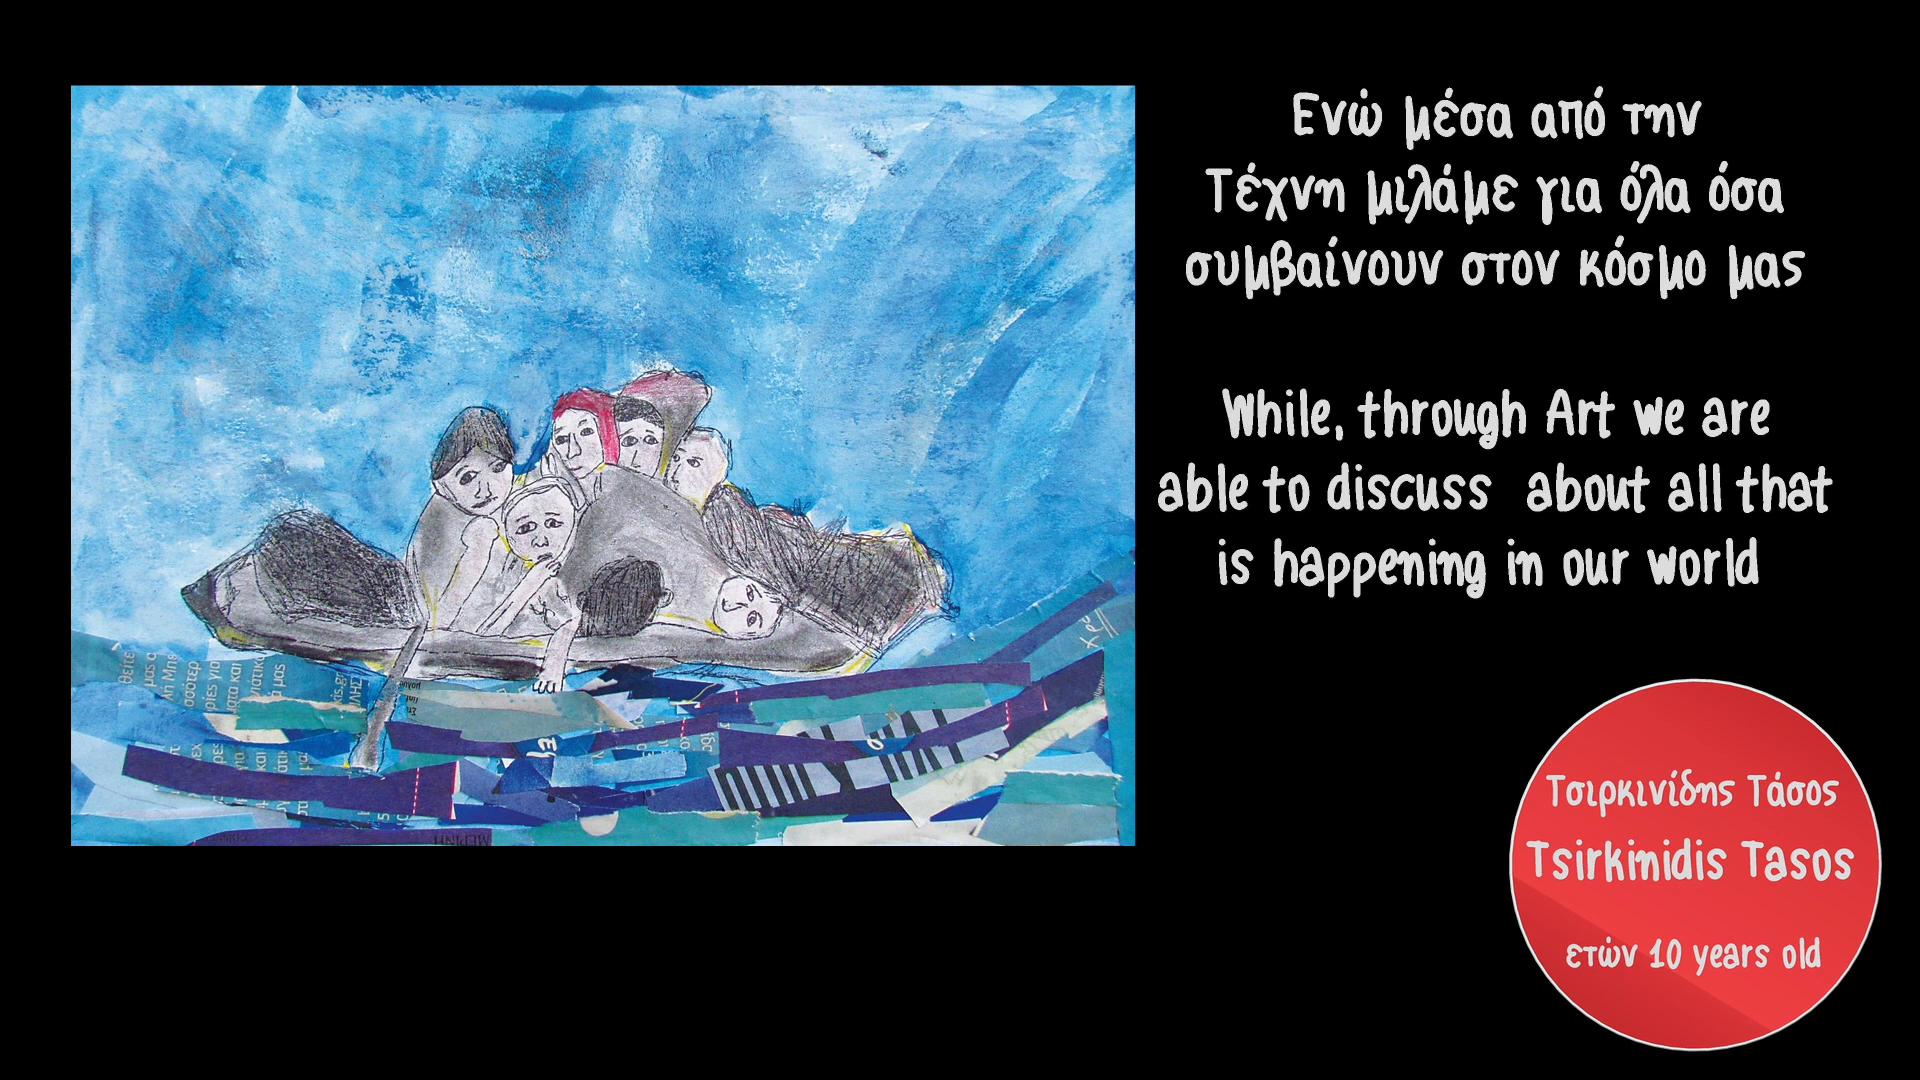 Ενώ μέσα από την
Τέχνη μιλάμε για όλα όσα
συμβαίνουν στον κόσμο μας
While, through Art we are
able to discuss about all that
is happening in our world
Τσιρκινίδης Τάσος
Tsirkinidis Tasos
ετών 10 years old